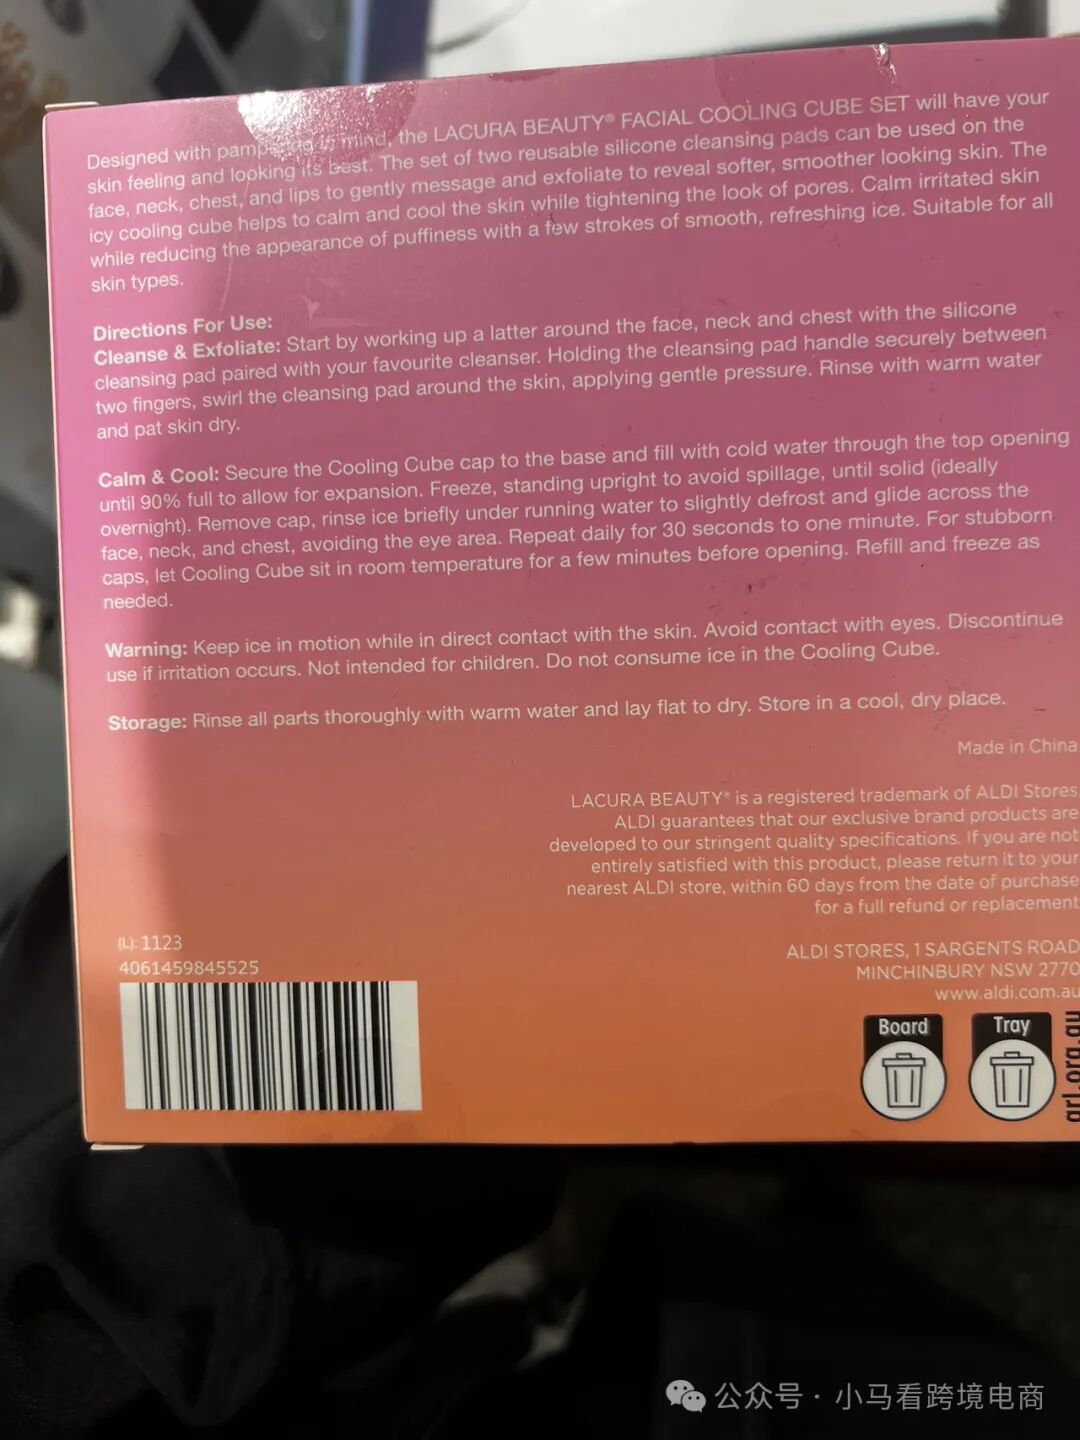 Designed with pampering in mind, the LACURA BEAUTY® FACIAL COOLING CUBE SET will have your
skin feeling and looking its best. The set of two reusable silicone cleansing pads can be used on the
face, neck, chest, and lips to gently message and exfoliate to reveal softer, smoother looking skin. The
icy cooling cube helps to calm and cool the skin while tightening the look of pores. Calm irritated skin
while reducing the appearance of puffiness with a few strokes of smooth, refreshing ice. Suitable for all
skin types.
Directions For Use:
Cleanse & Exfoliate: Start by working up a latter around the face, neck and chest with the silicone
cleansing pad paired with your favourite cleanser. Holding the cleansing pad handle securely between
two fingers, swirl the cleansing pad around the skin, applying gentle pressure. Rinse with warm water
and pat skin dry.
Calm & Cool: Secure the Cooling Cube cap to the base and fill with cold water through the top opening
until 90% full to allow for expansion. Freeze, standing upright to avoid spillage, until solid (ideally
overnight). Remove cap, rinse ice briefly under running water to slightly defrost and glide across the
face, neck, and chest, avoiding the eye area. Repeat daily for 30 seconds to one minute. For stubborn
caps, let Cooling Cube sit in room temperature for a few minutes before opening. Refill and freeze as
needed.
Warning: Keep ice in motion while in direct contact with the skin. Avoid contact with eyes. Discontinue
use if irritation occurs. Not intended for children. Do not consume ice in the Cooling Cube.
Storage: Rinse all parts thoroughly with warm water and lay flat to dry. Store in a cool, dry place.
Made in China
LACURA BEAUTY® is a registered trademark of ALDI Stores.
ALDI guarantees that our exclusive brand products are
developed to our stringent quality specifications. If you are not
entirely satisfied with this product, please return it to your
nearest ALDI store, within 60 days from the date of purchase
for a full refund or replacement
(L): 1123
4061459845525
ALDI STORES, 1 SARGENTS ROAD
MINCHINBURY NSW 2770
www.aldi.com.au
Board
Tray
arl.org.au
公众号 · 小马看跨境电商